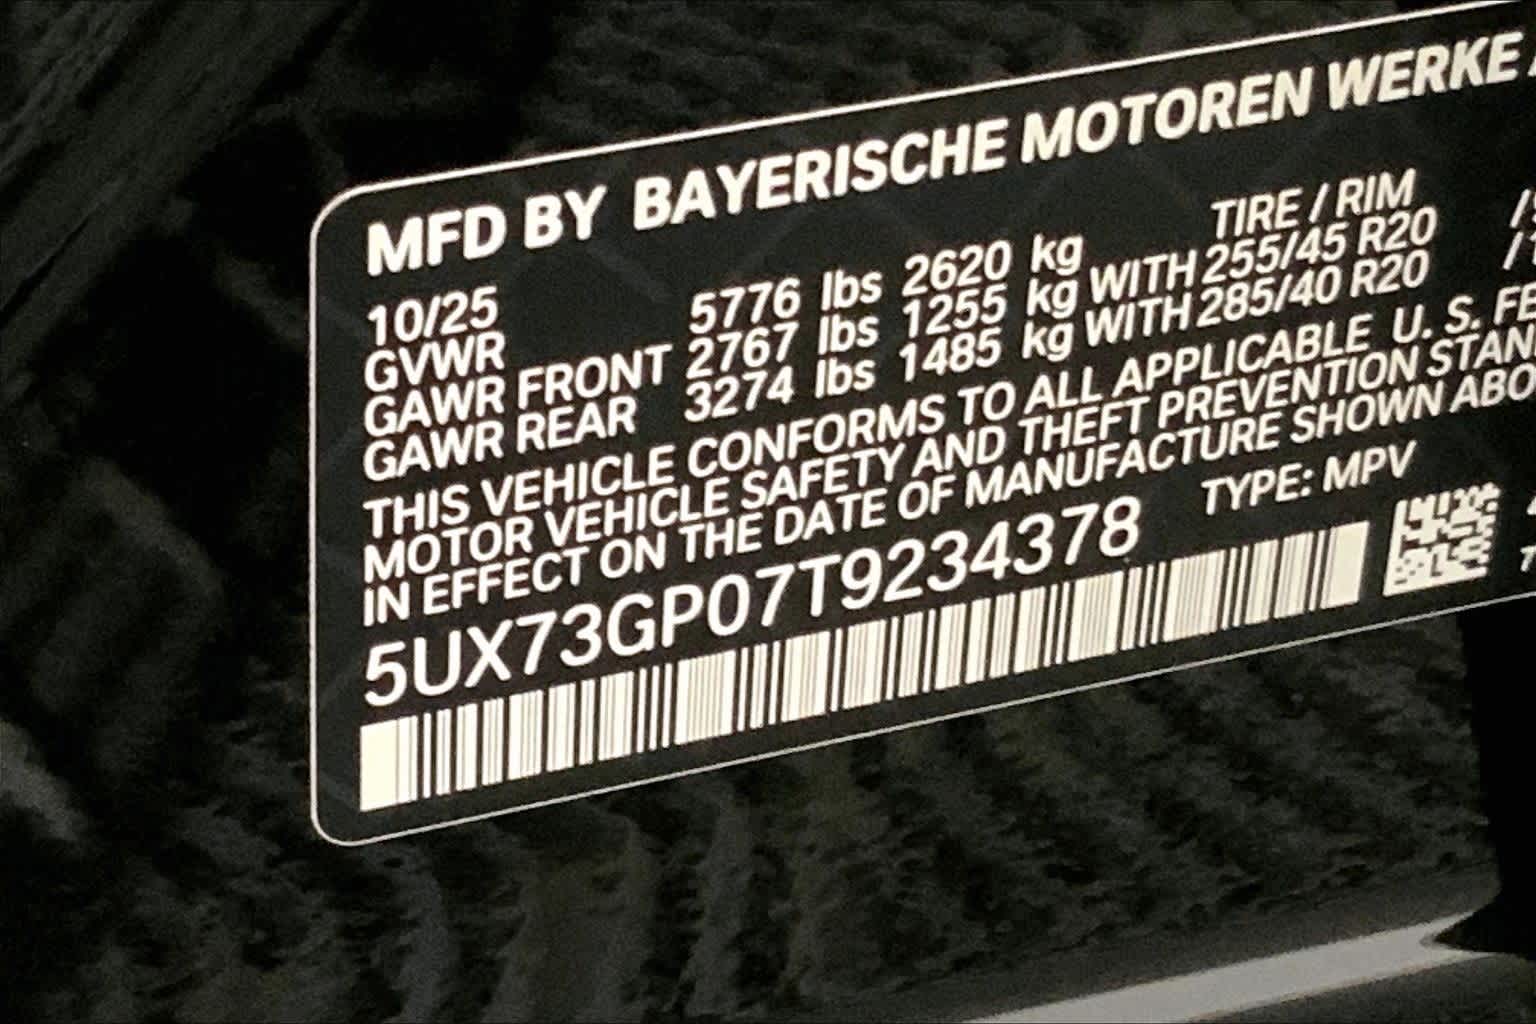 MFD BY BAYERISCHE MOTOREN WERKE
10/25
TIRE / RIM
GVWR 5776 lbs 2620 kg
GAWR FRONT 2767 lbs 1255 kg WITH 255/45 R20
GAWR REAR 3274 lbs 1485 kg WITH 285/40 R20
THIS VEHICLE CONFORMS TO ALL APPLICABLE U. S. FE
MOTOR VEHICLE SAFETY AND THEFT PREVENTION STAN
IN EFFECT ON THE DATE OF MANUFACTURE SHOWN ABO
5UX73GP07T9234378 TYPE: MPV